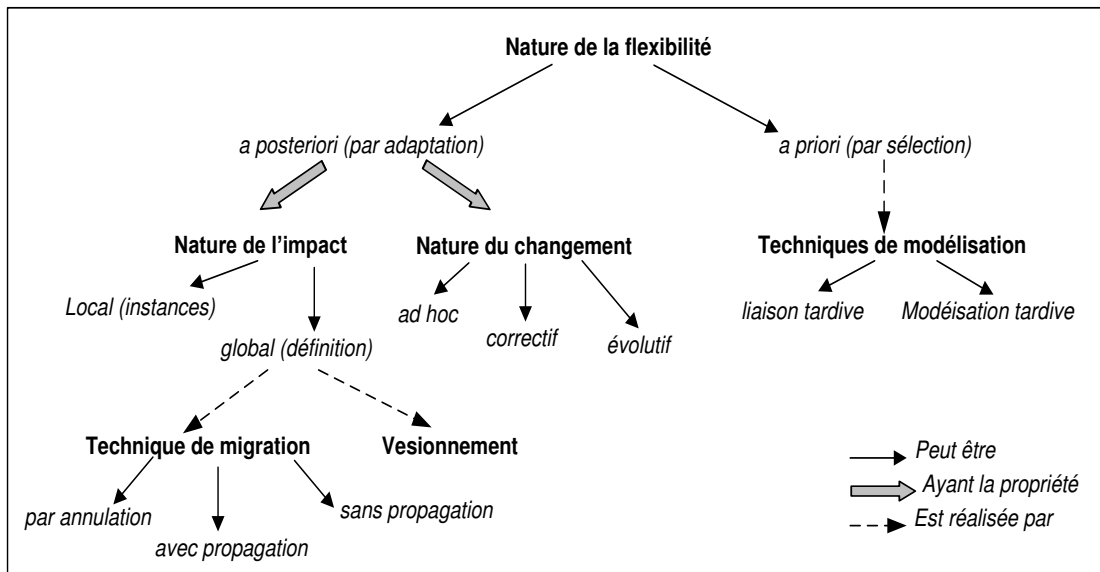 Nature de la flexibilité
a posteriori (par adaptation)
a priori (par sélection)
Nature de l'impact
Nature du changement
Techniques de modélisation
Local (instances)
ad hoc
correctif
évolutif
liaison tardive
Modéisation tardive
global (définition)
Technique de migration
Vesionnement
par annulation
avec propagation
sans propagation
Peut être
Ayant la propriété
Est réalisée par